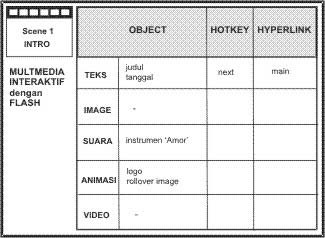 Scene 1
INTRO
MULTMEDIA
INTERAKTIF
dengan
FLASH
OBJECT HOTKEY HYPERLINK
TEKS judul
tanggal next main
IMAGE -
SUARA instrumen 'Amor'
ANIMASI logo
rollover image
VIDEO -